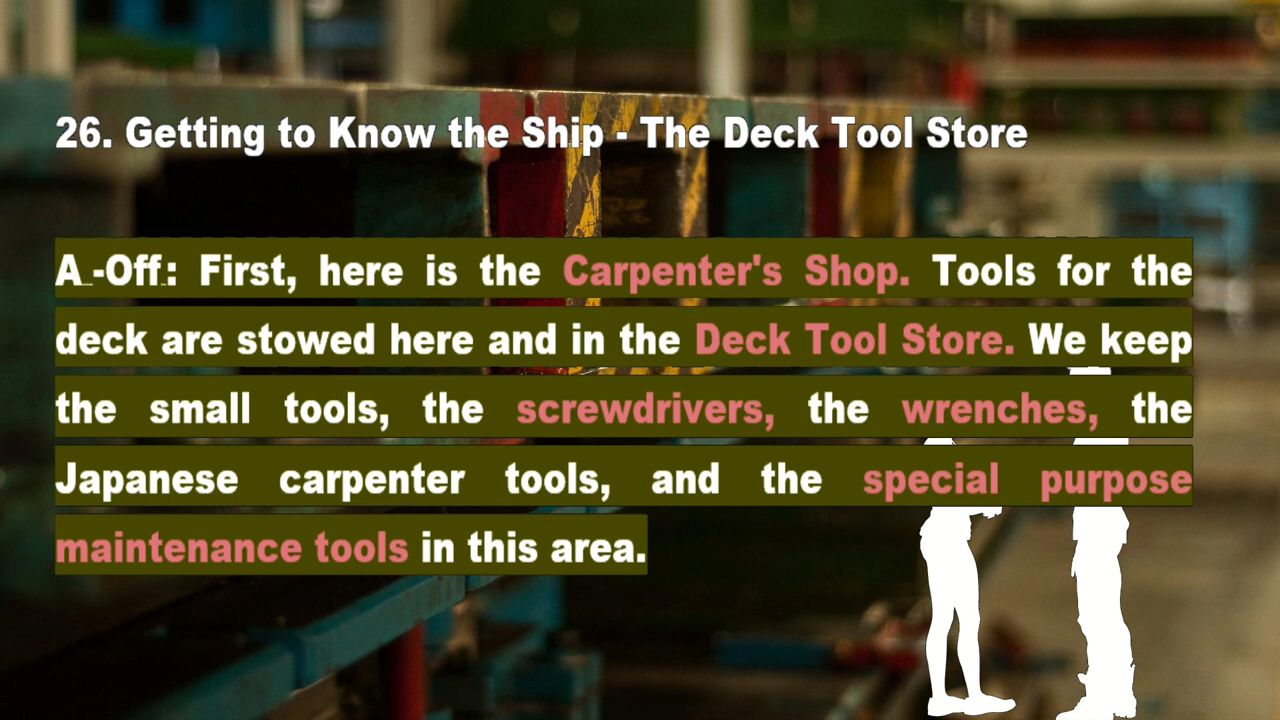 26. Getting to Know the Ship - The Deck Tool Store
A -Off: First, here is the Carpenter's Shop. Tools for the
deck are stowed here and in the Deck Tool Store. We keep
the small tools, the screwdrivers, the wrenches, the
Japanese carpenter tools, and the special purpose
maintenance tools in this area.